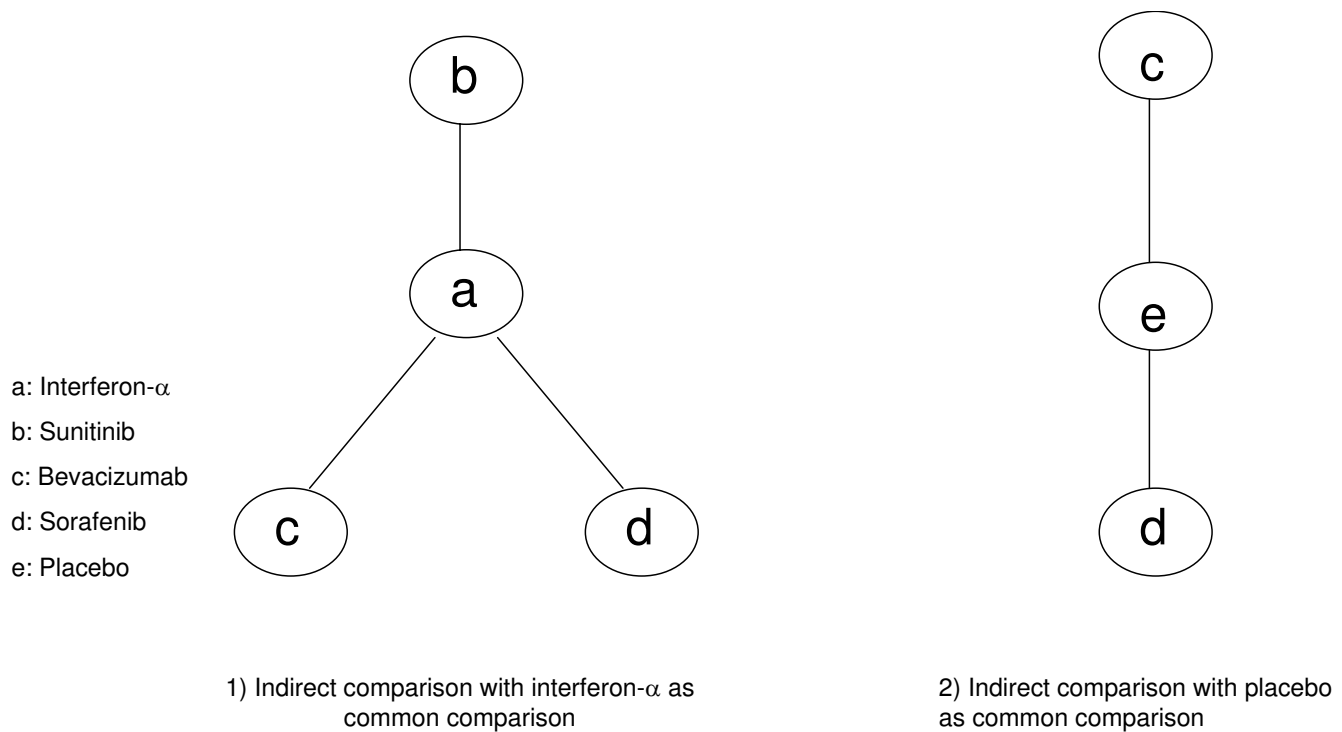 b
c
a
e
a: Interferon-α
b: Sunitinib
c: Bevacizumab
d: Sorafenib
e: Placebo
c
d
d
1) Indirect comparison with interferon-α as
common comparison
2) Indirect comparison with placebo
as common comparison